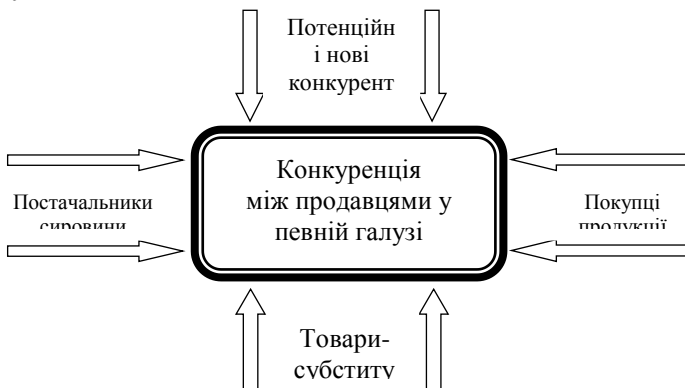 Потенційн
і нові
конкурент
Конкуренція
між продавцями у
певній галузі
Постачальники
сировини
Покупці
продукції
Товари-
субститу